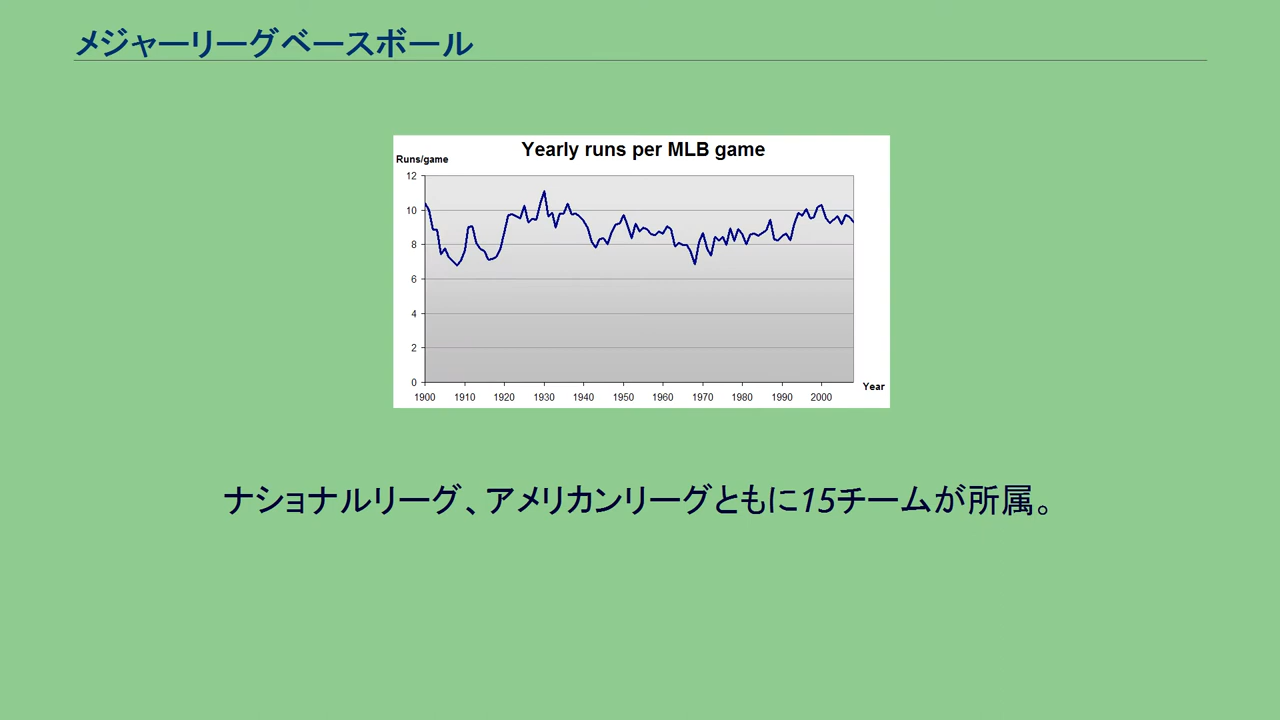 メジャーリーグベースボール
Yearly runs per MLB game
Runs/game
12
10
8
6
4
2
0
1900 1910 1920 1930 1940 1950 1960 1970 1980 1990 2000
Year
ナショナルリーグ、アメリカンリーグともに15チームが所属。